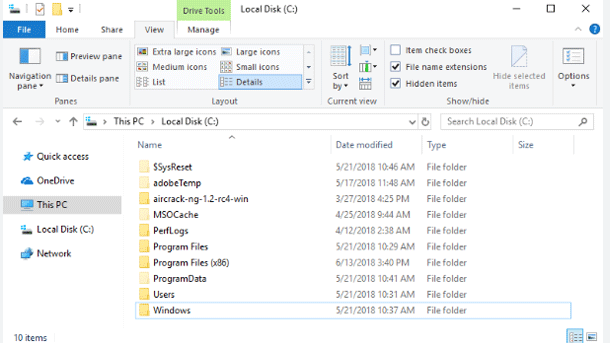 Drive Tools Local Disk (C:)
File Home Share View Manage
Navigation pane
Preview pane
Details pane
Panes
Extra large icons Large icons
Medium icons Small icons
List Details
Layout
Sort by
Current view
Item check boxes
File name extensions
Hidden items
Hide selected items
Show/hide
Options
This PC > Local Disk (C:)
Search Local Disk (C:)
Quick access
OneDrive
This PC
Local Disk (C:)
Network
Name Date modified Type Size
$SysReset 5/21/2018 10:46 AM File folder
adobeTemp 5/17/2018 11:48 AM File folder
aircrack-ng-1.2-rc4-win 3/27/2018 4:25 PM File folder
MSOCache 4/25/2018 9:44 AM File folder
PerfLogs 4/12/2018 2:38 AM File folder
Program Files 5/21/2018 10:29 AM File folder
Program Files (x86) 6/13/2018 3:40 PM File folder
ProgramData 5/21/2018 10:41 AM File folder
Users 5/21/2018 10:31 AM File folder
Windows 5/21/2018 10:37 AM File folder
10 items